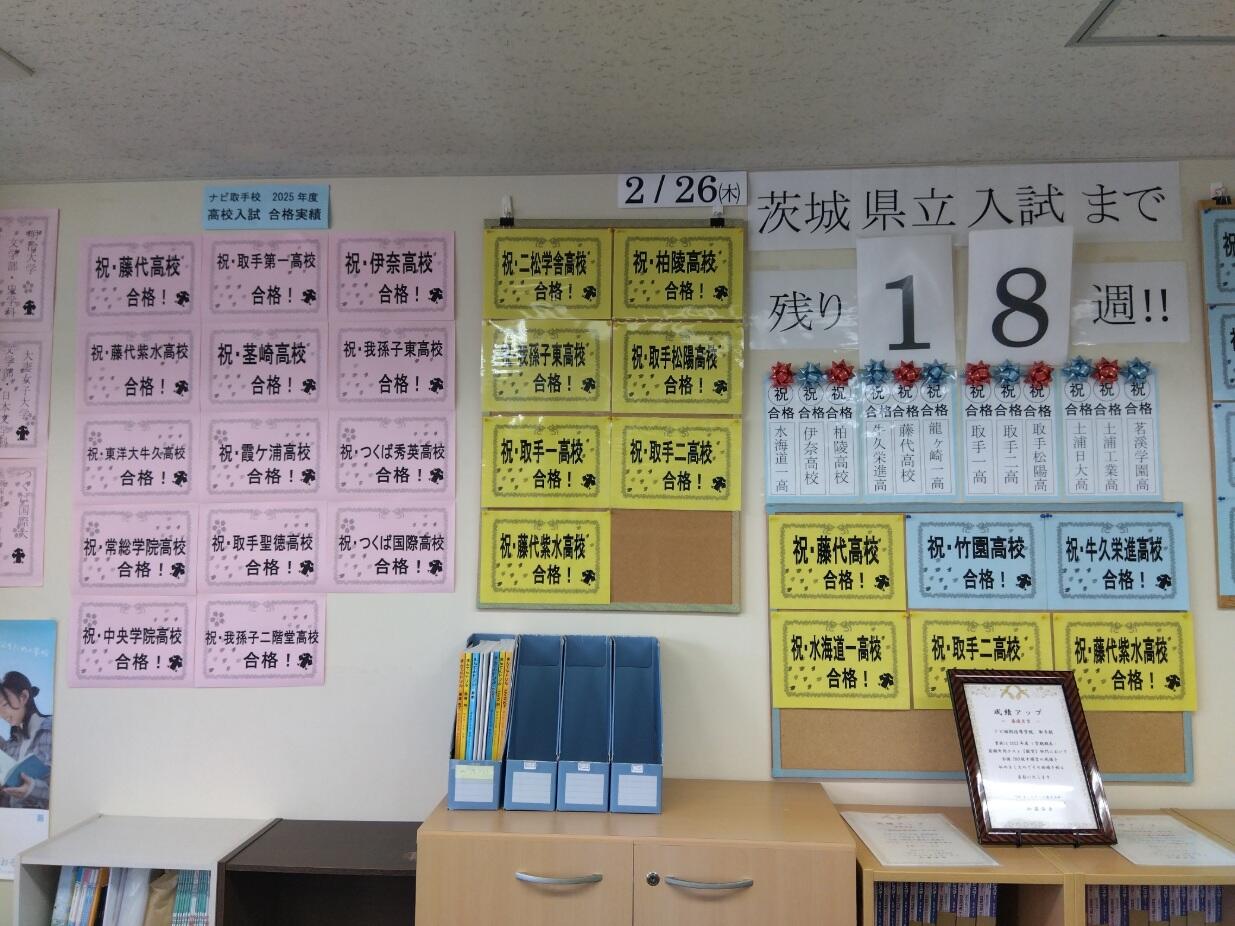 ナビ取手校 2025年度
高校入試 合格実績
祝・藤代高校
合格！
祝・取手第一高校
合格！
祝・伊奈高校
合格！
祝・藤代紫水高校
合格！
祝・茎崎高校
合格！
祝・我孫子東高校
合格！
祝・東洋大牛久高校
合格！
祝・霞ケ浦高校
合格！
祝・つくば秀英高校
合格！
祝・常総学院高校
合格！
祝・取手聖徳高校
合格！
祝・つくば国際高校
合格！
祝・中央学院高校
合格！
祝・我孫子二階堂高校
合格！
祝・二松学舎高校
合格！
祝・柏陵高校
合格！
祝・我孫子東高校
合格！
祝・取手松陽高校
合格！
祝・取手一高校
合格！
祝・取手二高校
合格！
祝・藤代紫水高校
合格！
2/26㈭
茨城県立入試まで
残り18週!!
祝合格 水海道一高
祝合格 伊奈高校
祝合格 柏陵高校
祝合格 牛久栄進高
祝合格 藤代高校
祝合格 龍ヶ崎一高
祝合格 取手一高
祝合格 取手二高
祝合格 取手松陽高
祝合格 土浦日大高
祝合格 土浦工業高
祝合格 茗溪学園高
祝・藤代高校
合格！
祝・竹園高校
合格！
祝・牛久栄進高校
合格！
祝・水海道一高校
合格！
祝・取手二高校
祝・藤代紫水高校
合格！
成績アップ